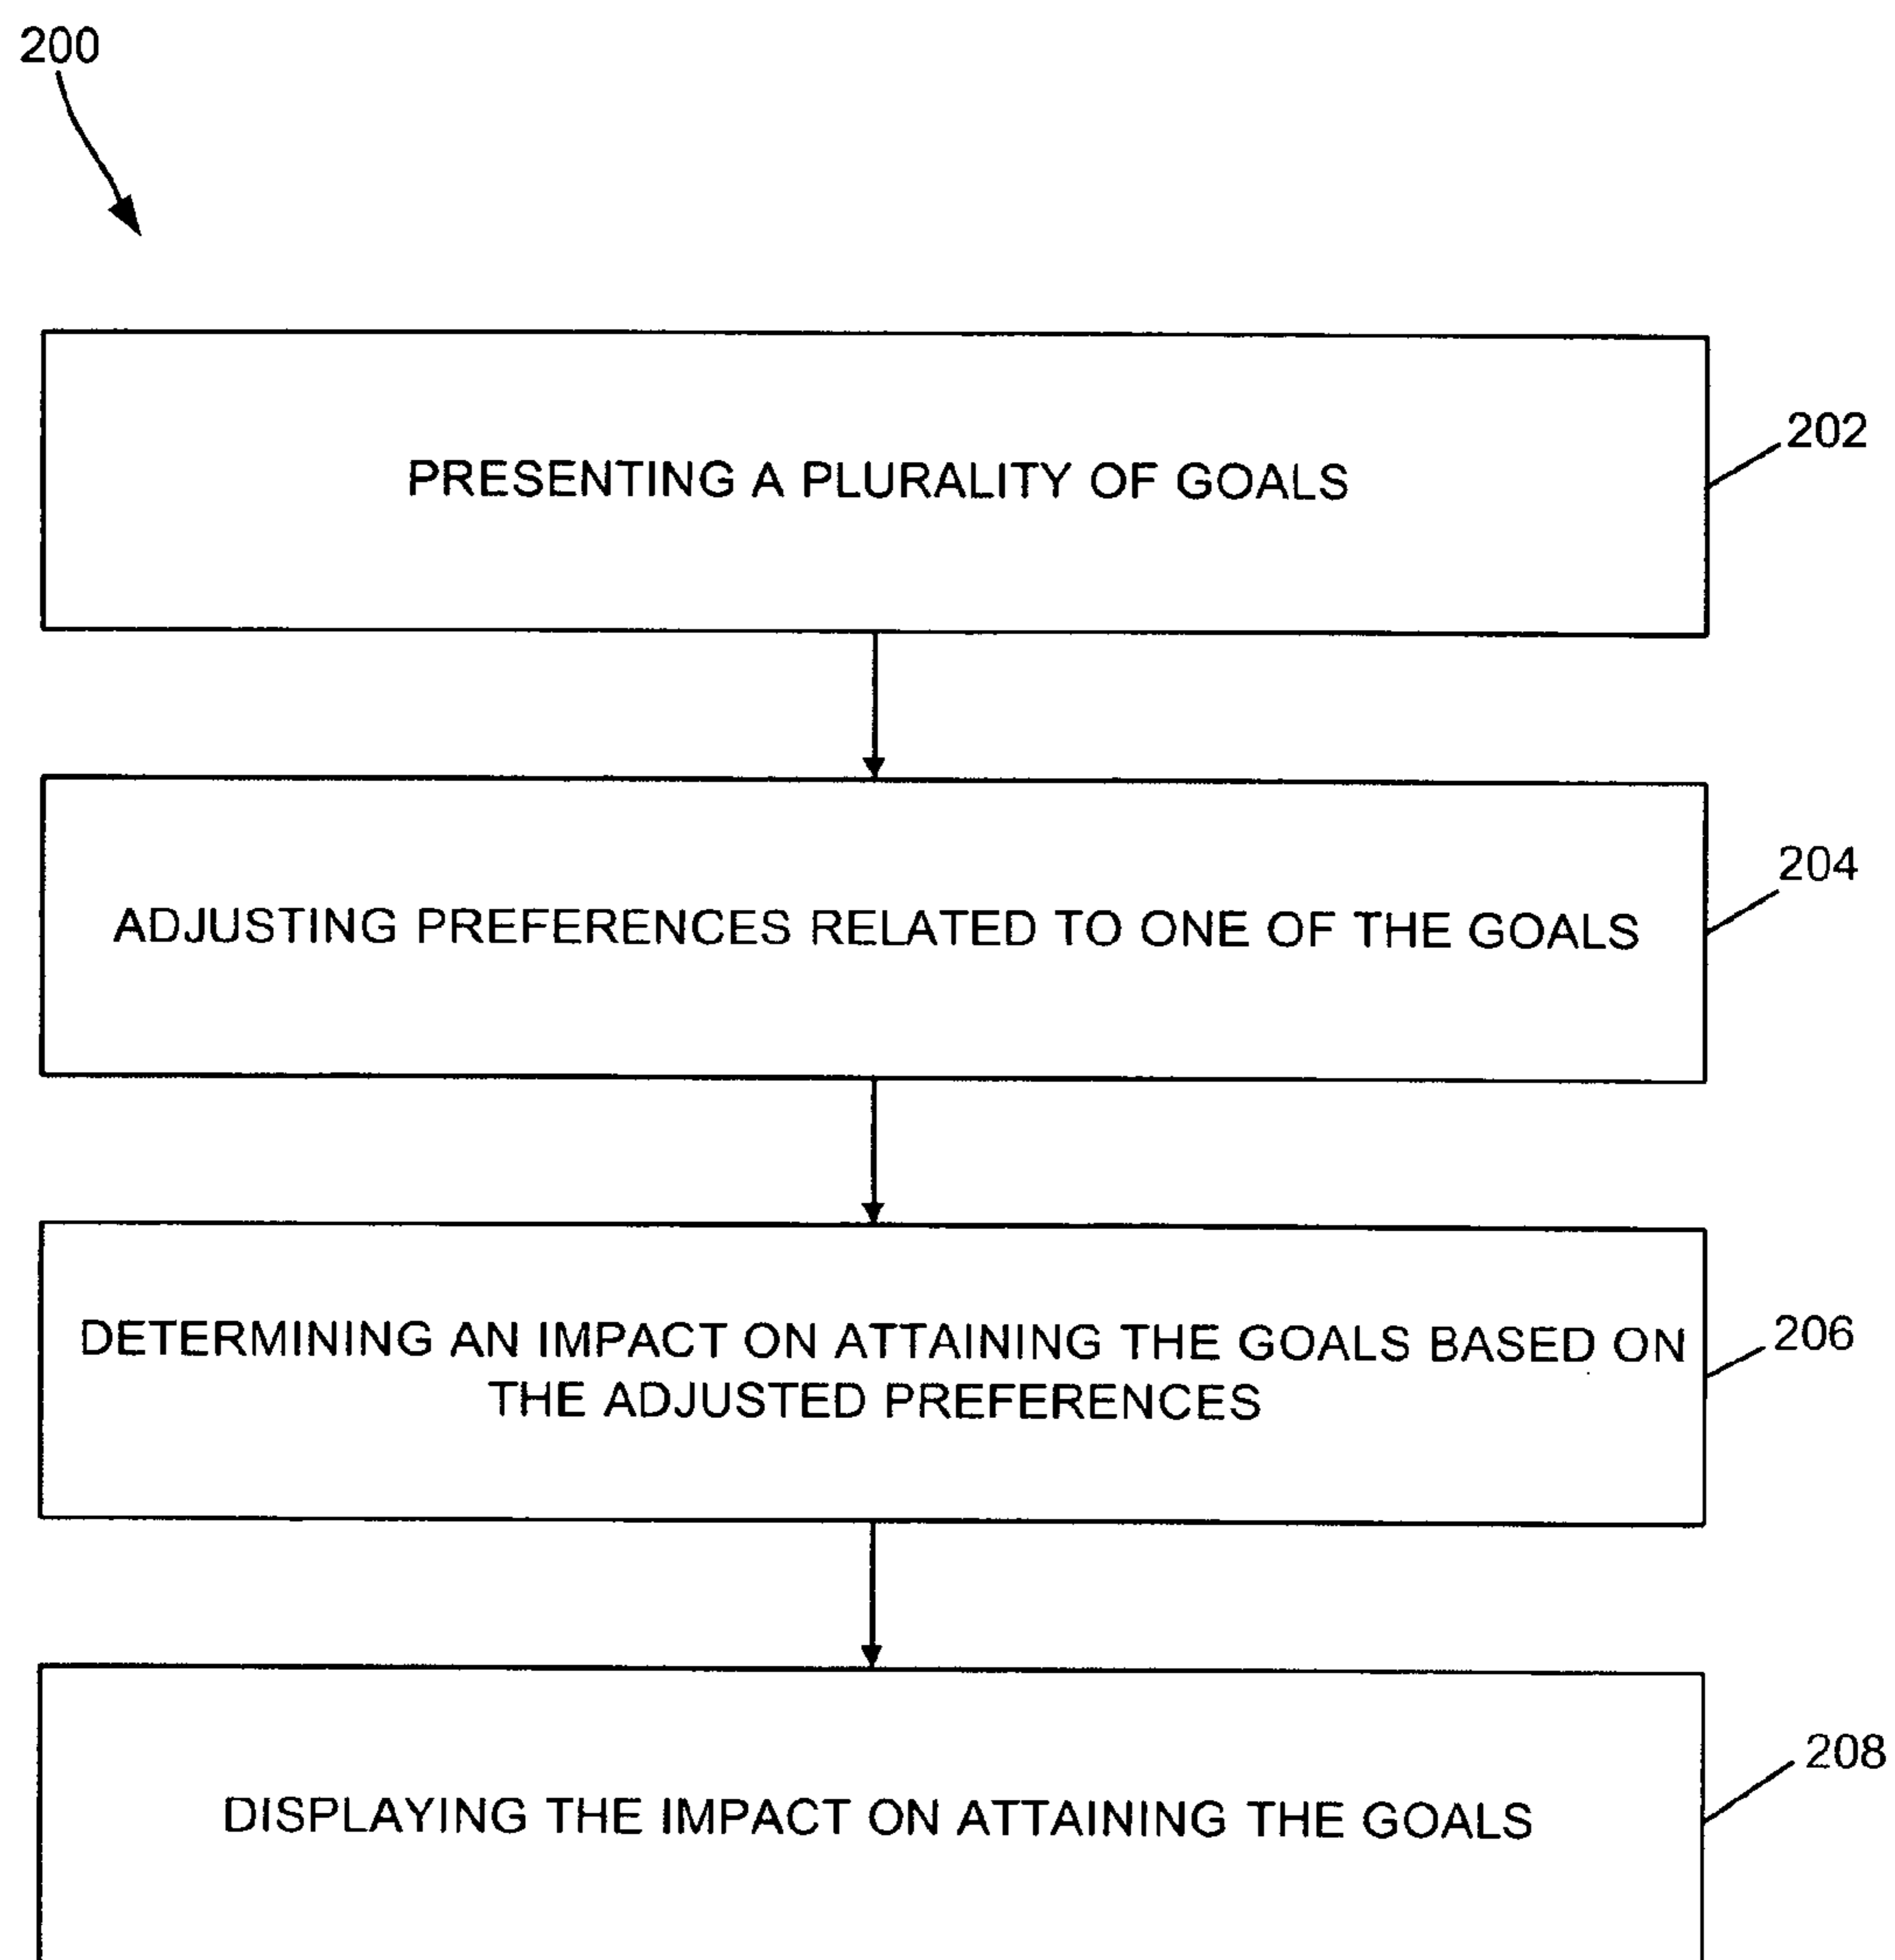 200
PRESENTING A PLURALITY OF GOALS
202
ADJUSTING PREFERENCES RELATED TO ONE OF THE GOALS
204
DETERMINING AN IMPACT ON ATTAINING THE GOALS BASED ON
THE ADJUSTED PREFERENCES
206
DISPLAYING THE IMPACT ON ATTAINING THE GOALS
208